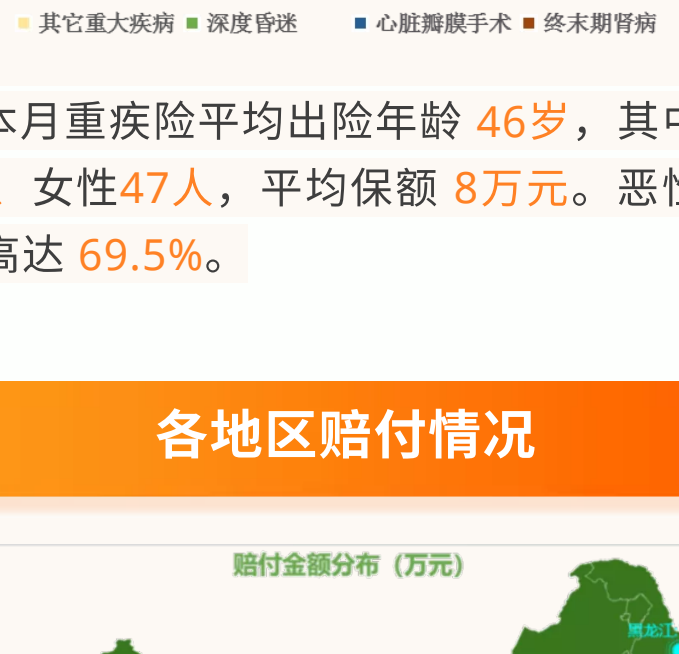 其它重大疾病 深度昏迷 心脏瓣膜手术 终末期肾病
本月重疾险平均出险年龄 46岁，其中
、女性47人，平均保额 8万元。恶性
高达 69.5%。
各地区赔付情况
赔付金额分布（万元）
黑龙江